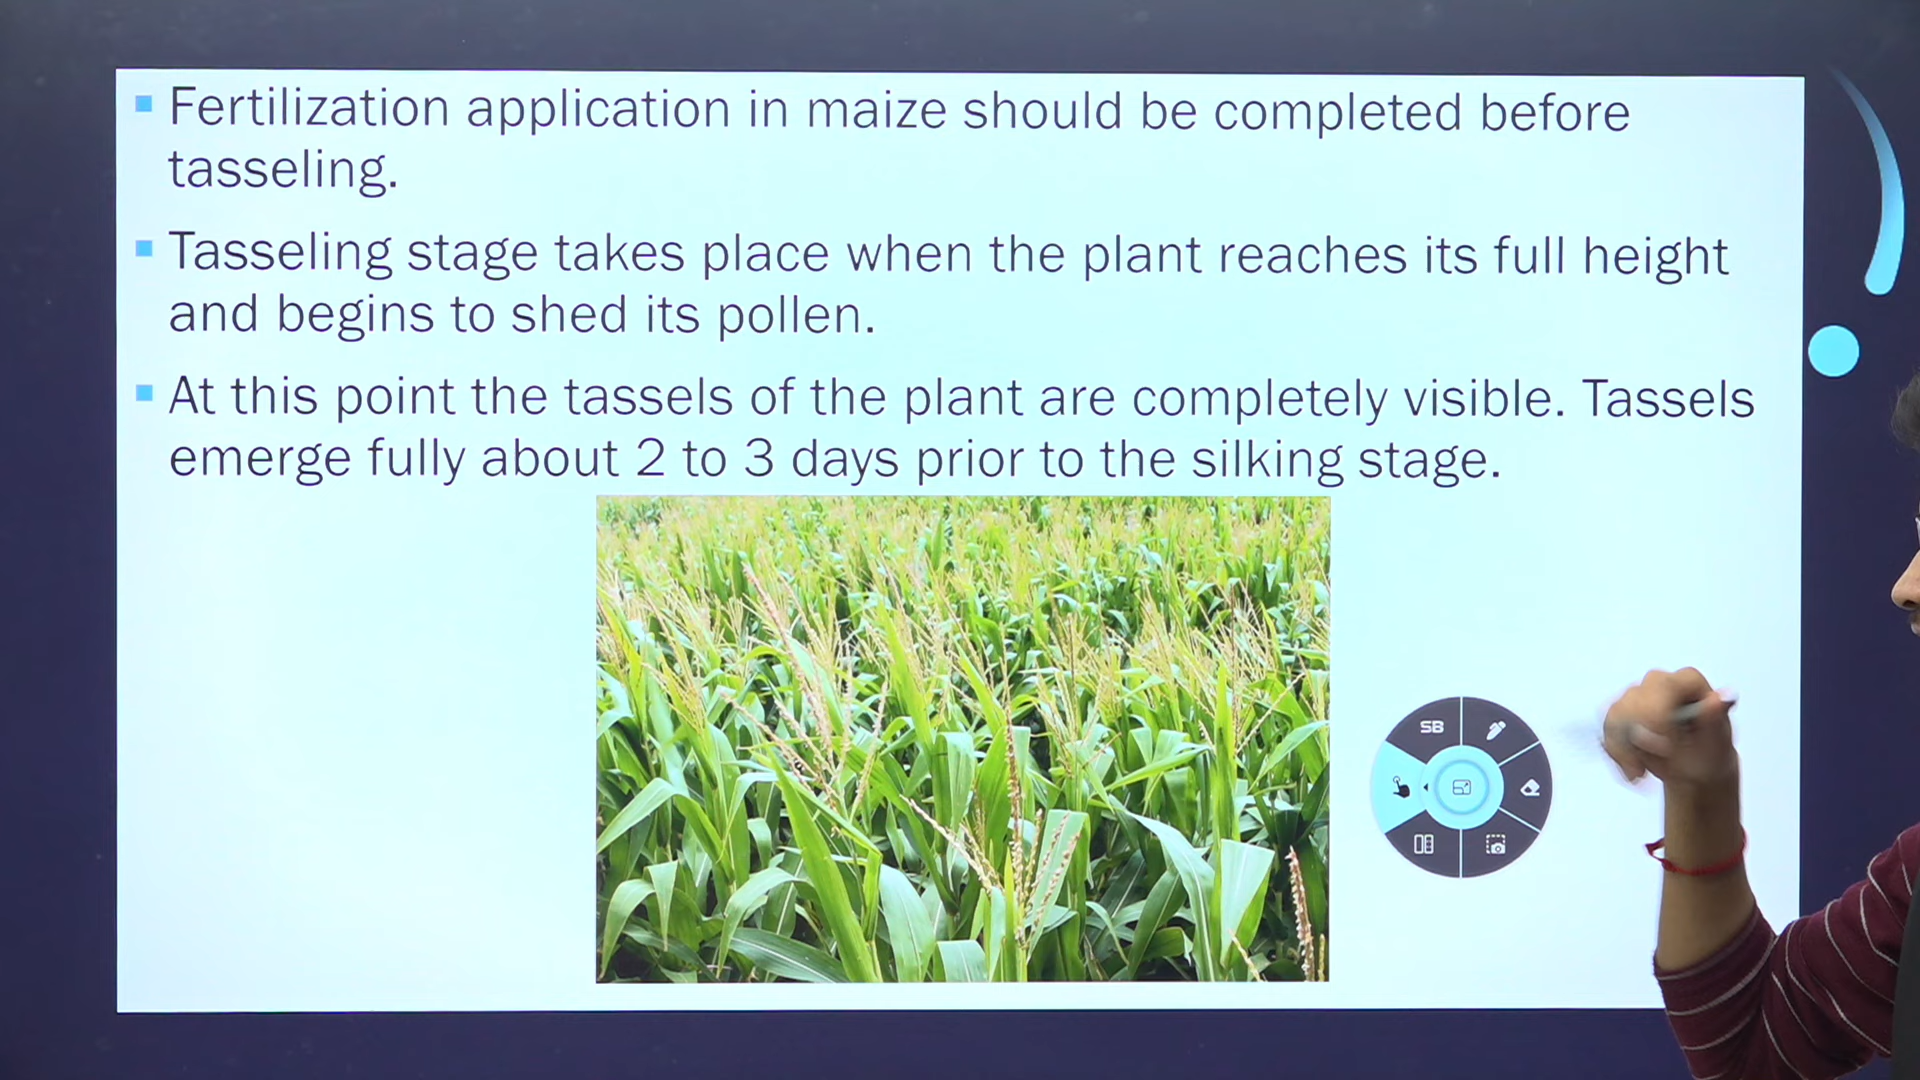 Fertilization application in maize should be completed before
tasseling.
Tasseling stage takes place when the plant reaches its full height
and begins to shed its pollen.
At this point the tassels of the plant are completely visible. Tassels
emerge fully about 2 to 3 days prior to the silking stage.
SB